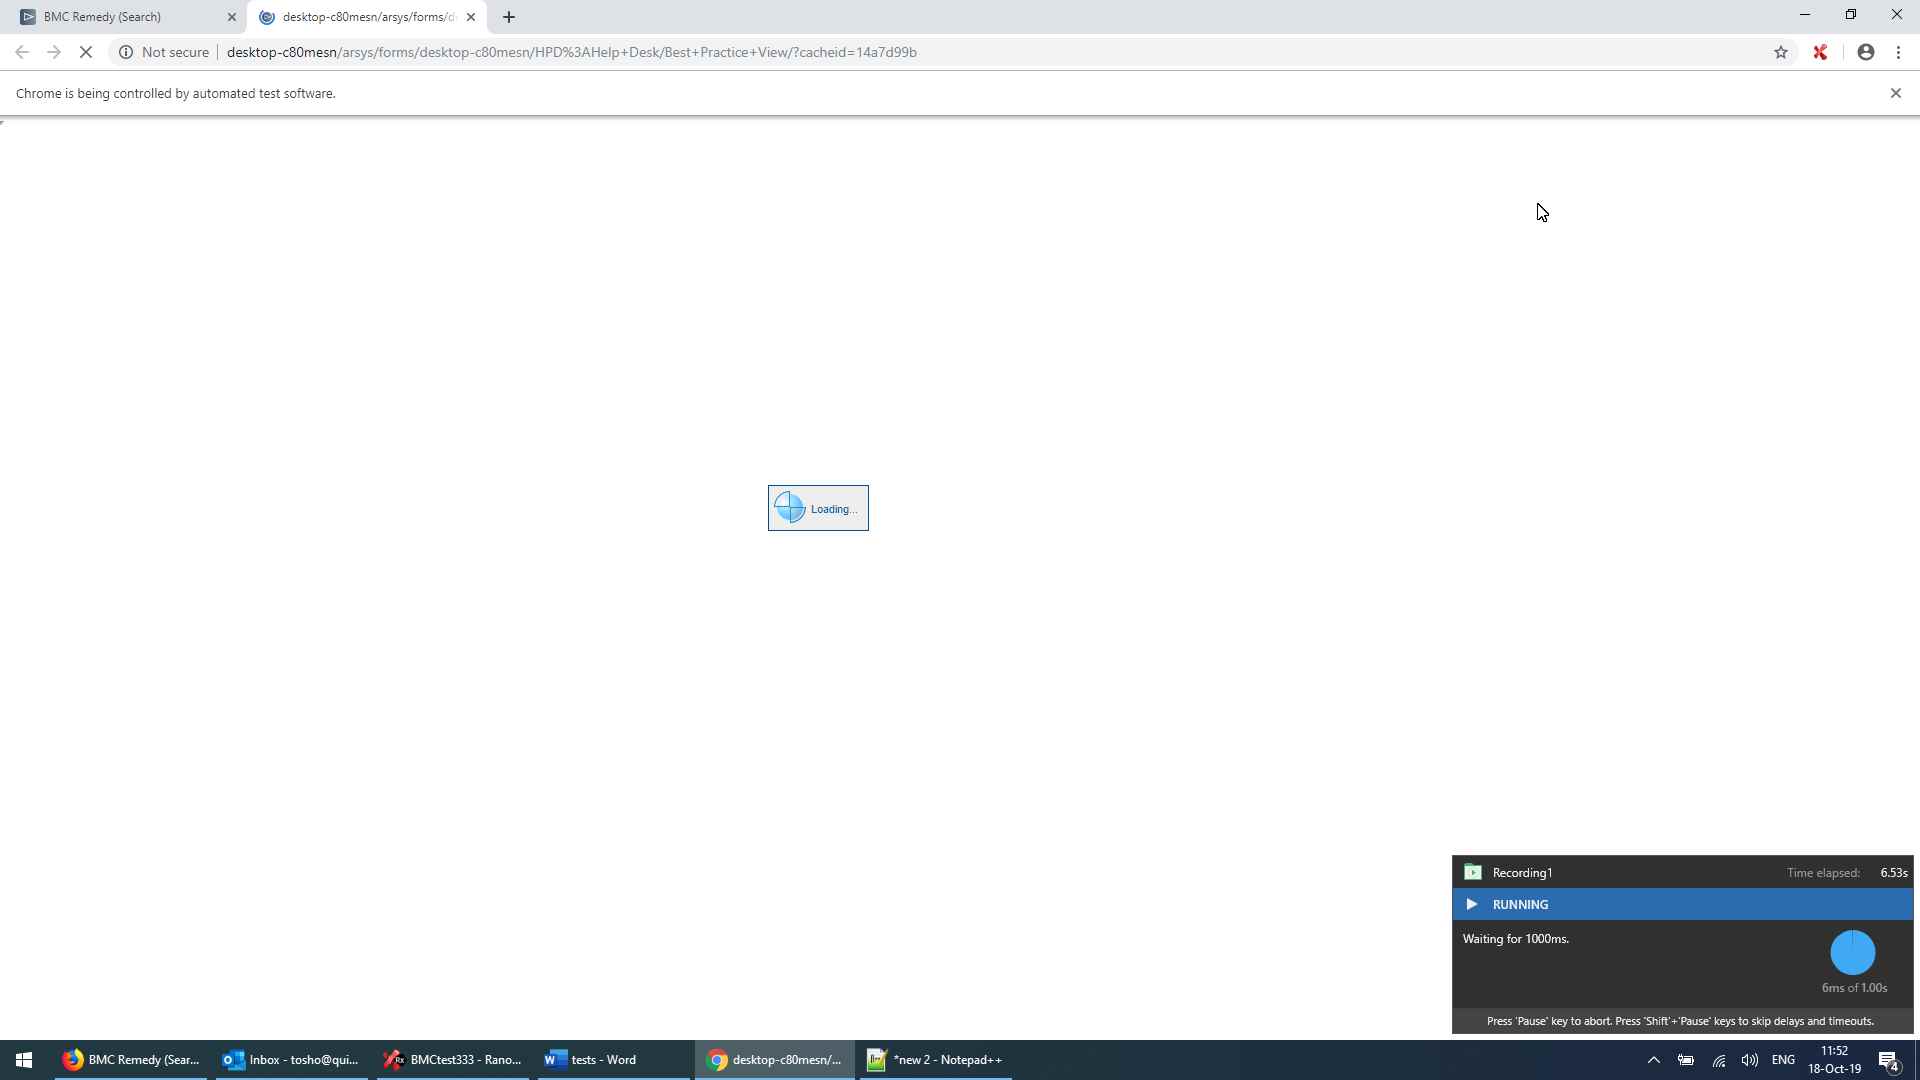 BMC Remedy (Search)
desktop-c80mesn/arsys/forms/d
Not secure desktop-c80mesn/arsys/forms/desktop-c80mesn/HPD%3AHelp+Desk/Best+Practice+View/?cacheid=14a7d99b
Chrome is being controlled by automated test software.
Loading...
Recording1 Time elapsed: 6.53s
RUNNING
Waiting for 1000ms.
6ms of 1.00s
Press 'Pause' key to abort. Press 'Shift'+'Pause' keys to skip delays and timeouts.
BMC Remedy (Sear... Inbox - tosho@qui... BMCtest333 - Rano... tests - Word desktop-c80mesn/... *new 2 - Notepad++ ENG 11:52
18-Oct-19 4